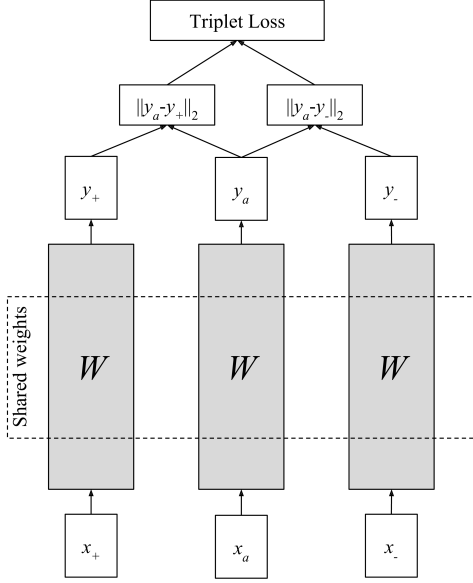 Triplet Loss
||yₐ-y₊||₂ ||yₐ-y₋||₂
y₊ yₐ y₋
Shared weights W W W
x₊ xₐ x₋